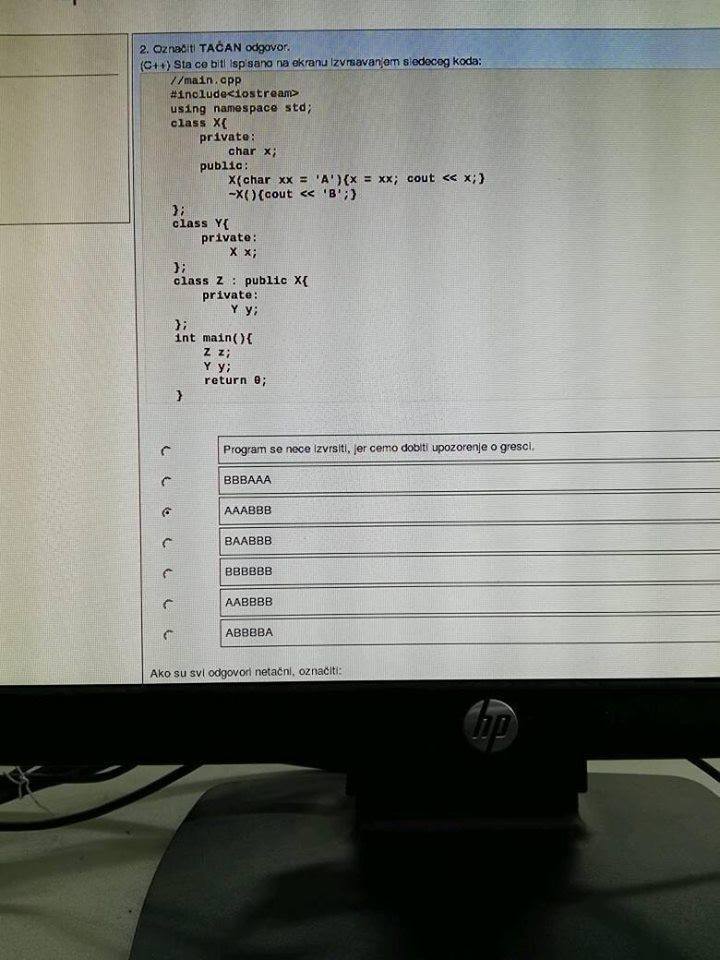 2. Označiti TAČAN odgovor.
(C++) Sta ce biti ispisano na ekranu izvrsavanjem sledeceg koda:
//main.cpp
#include<iostream>
using namespace std;
class X{
private:
char x;
public:
X(char xx = 'A'){x = xx; cout << x;}
~X(){cout << 'B';}
};
class Y{
private:
X x;
};
class Z : public X{
private:
Y y;
};
int main(){
Z z;
Y y;
return 0;
}
Program se nece izvrsiti, jer cemo dobiti upozorenje o gresci.
BBBAAA
AAABBB
BAABBB
BBBBBB
AABBBB
ABBBBA
Ako su svi odgovori netačni, označiti:
hp